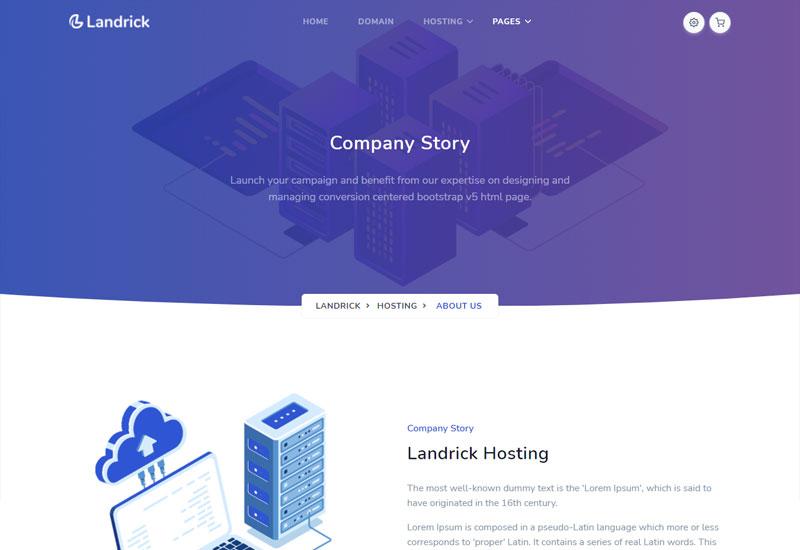 Landrick
HOME DOMAIN HOSTING PAGES
Company Story
Launch your campaign and benefit from our expertise on designing and
managing conversion centered bootstrap v5 html page.
LANDRICK HOSTING ABOUT US
Company Story
Landrick Hosting
The most well-known dummy text is the 'Lorem Ipsum', which is said to
have originated in the 16th century.
Lorem Ipsum is composed in a pseudo-Latin language which more or less
corresponds to 'proper' Latin. It contains a series of real Latin words. This